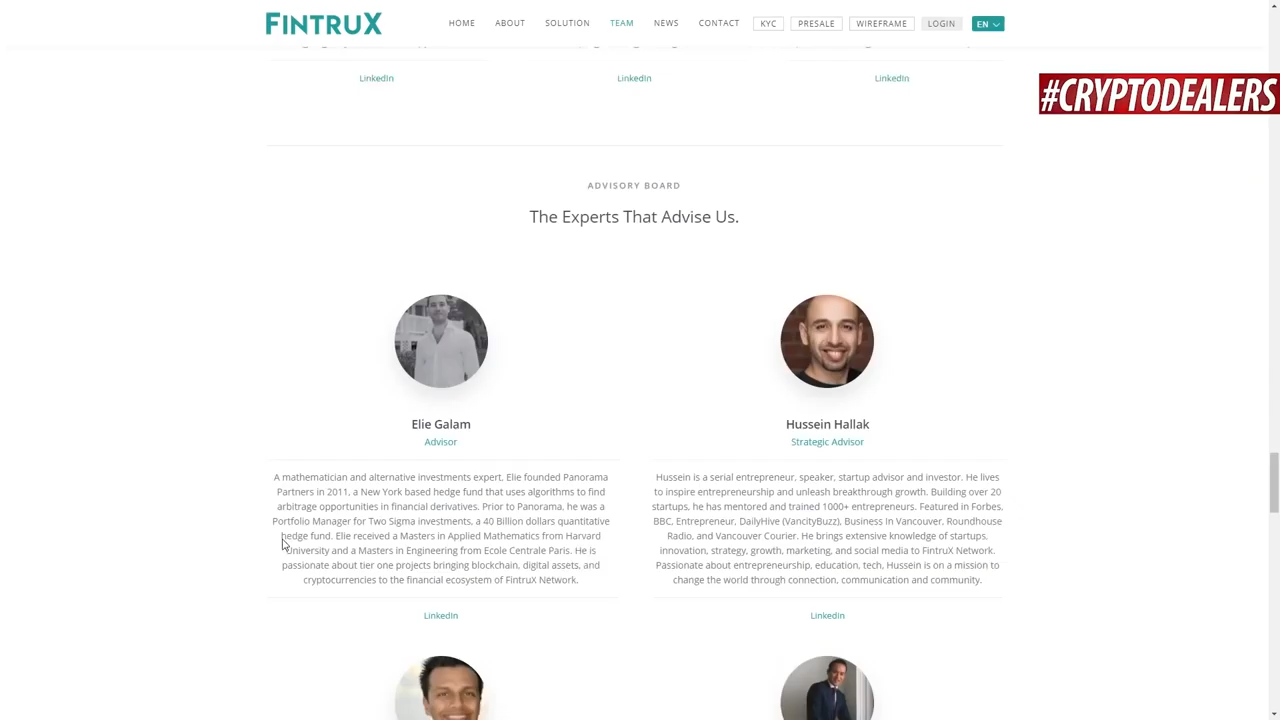 FINTRUX
HOME ABOUT SOLUTION TEAM NEWS CONTACT KYC PRESALE WIREFRAME LOGIN EN
LinkedIn LinkedIn LinkedIn
#CRYPTODEALERS
ADVISORY BOARD
The Experts That Advise Us.
Elie Galam
Advisor
A mathematician and alternative investments expert, Elie founded Panorama
Partners in 2011, a New York based hedge fund that uses algorithms to find
arbitrage opportunities in financial derivatives. Prior to Panorama, he was a
Portfolio Manager for Two Sigma investments, a 40 Billion dollars quantitative
hedge fund. Elie received a Masters in Applied Mathematics from Harvard
University and a Masters in Engineering from Ecole Centrale Paris. He is
passionate about tier one projects bringing blockchain, digital assets, and
cryptocurrencies to the financial ecosystem of FintruX Network.
LinkedIn
Hussein Hallak
Strategic Advisor
Hussein is a serial entrepreneur, speaker, startup advisor and investor. He lives
to inspire entrepreneurship and unleash breakthrough growth. Building over 20
startups, he has mentored and trained 1000+ entrepreneurs. Featured in Forbes,
BBC, Entrepreneur, DailyHive (VancityBuzz), Business In Vancouver, Roundhouse
Radio, and Vancouver Courier. He brings extensive knowledge of startups,
innovation, strategy, growth, marketing, and social media to FintruX Network.
Passionate about entrepreneurship, education, tech, Hussein is on a mission to
change the world through connection, communication and community.
LinkedIn